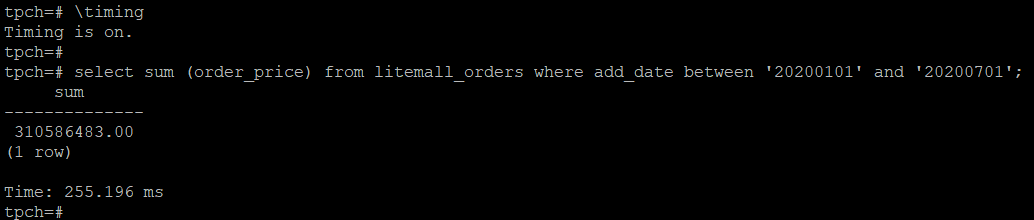 tpch=# \timing
Timing is on.
tpch=#
tpch=# select sum (order_price) from litemall_orders where add_date between '20200101' and '20200701';
     sum
--------------
 310586483.00
(1 row)

Time: 255.196 ms
tpch=#